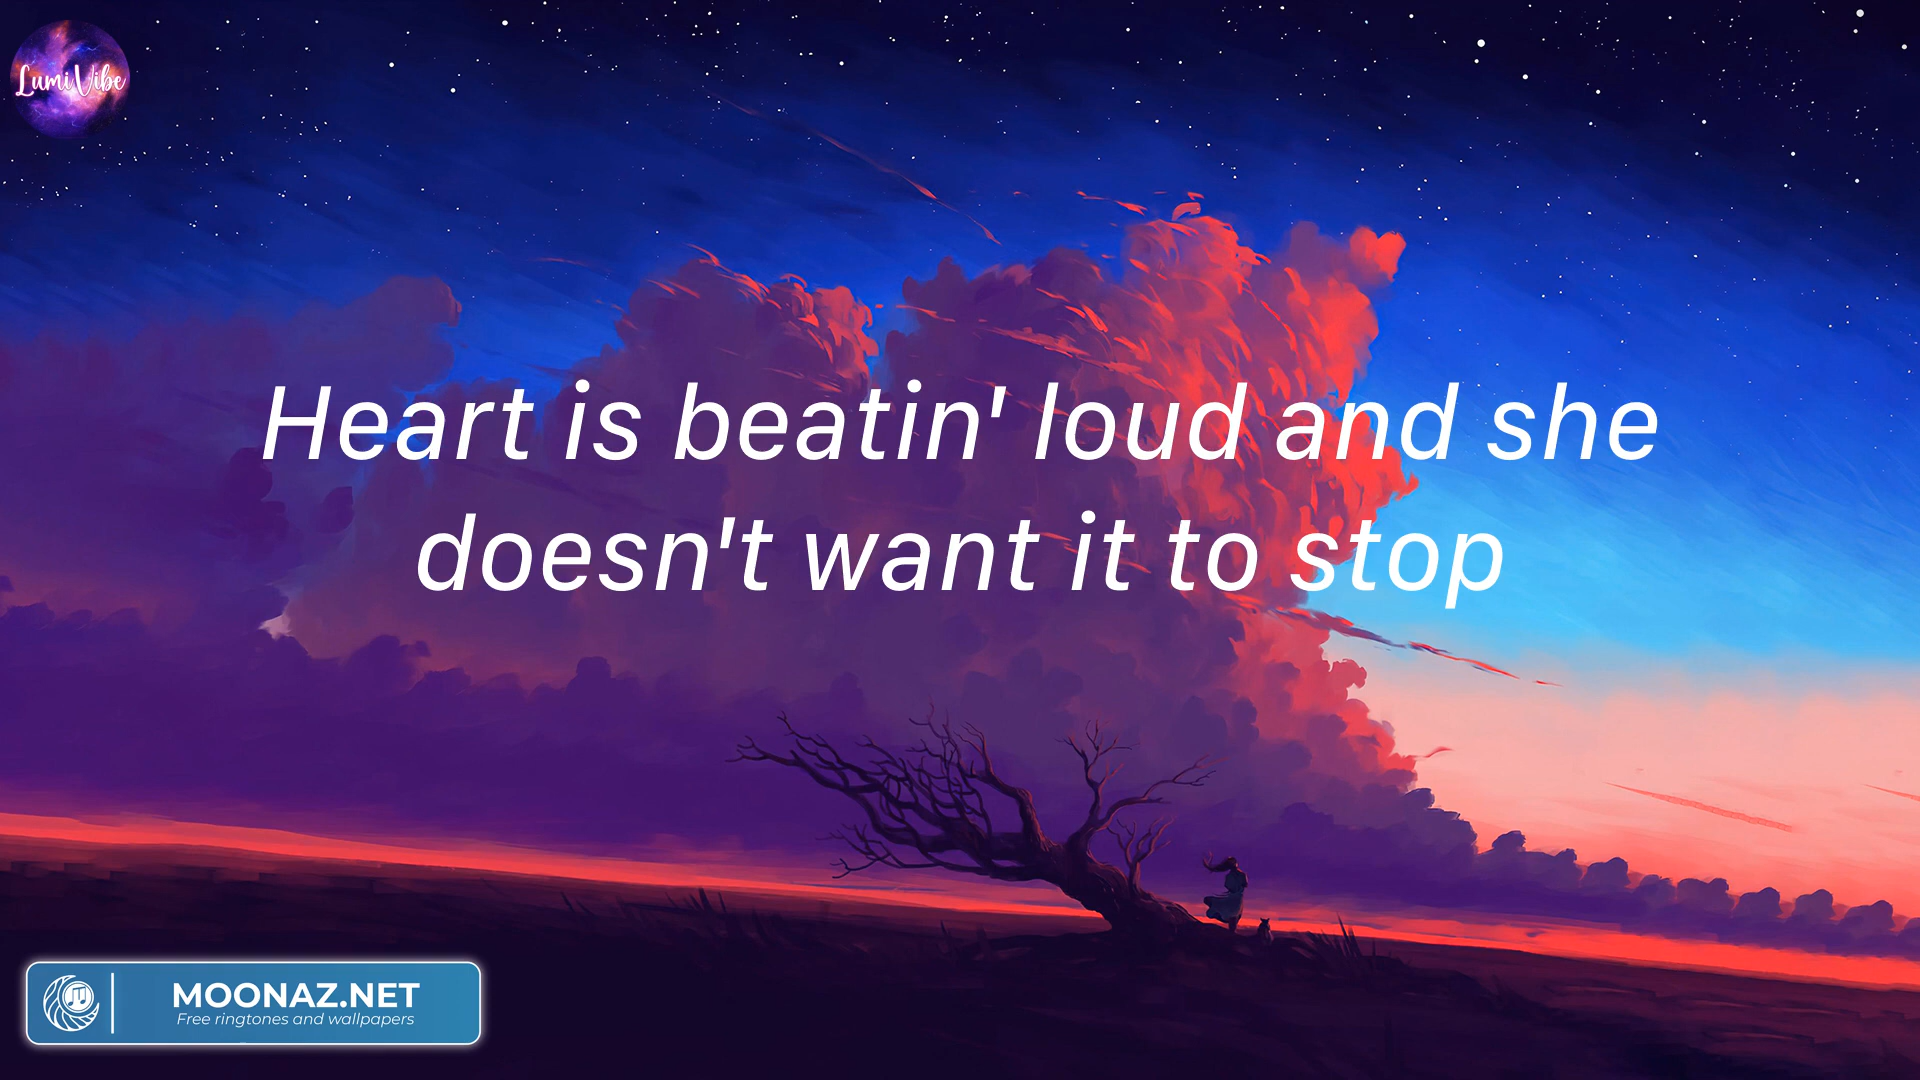 LumiVibe
Heart is beatin' loud and she
doesn't want it to stop
MOONAZ.NET
Free ringtones and wallpapers